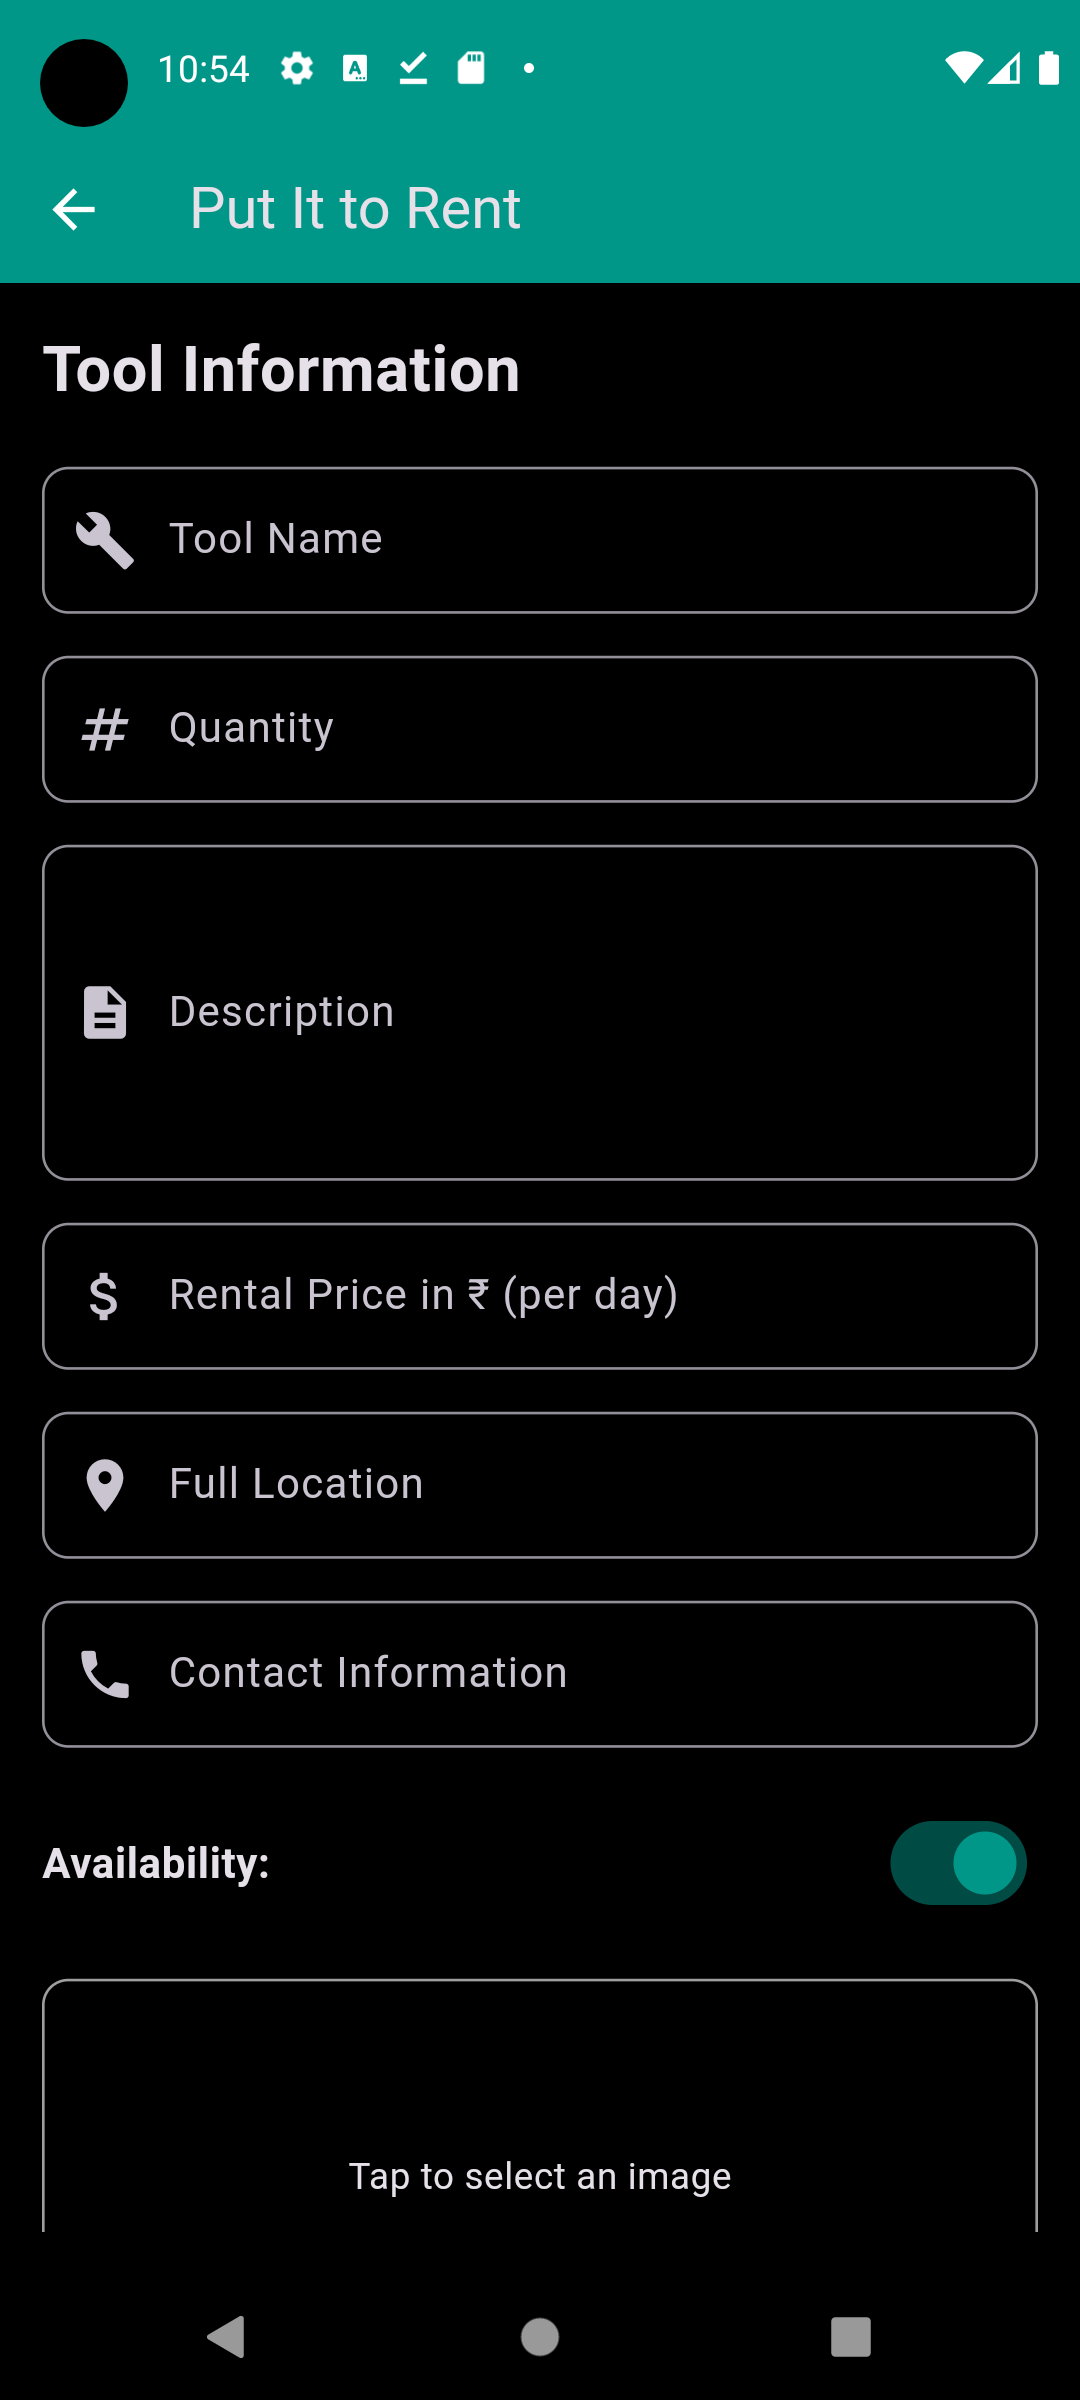 10:54
Put It to Rent
Tool Information
Tool Name
Quantity
Description
Rental Price in ₹ (per day)
Full Location
Contact Information
Availability:
Tap to select an image